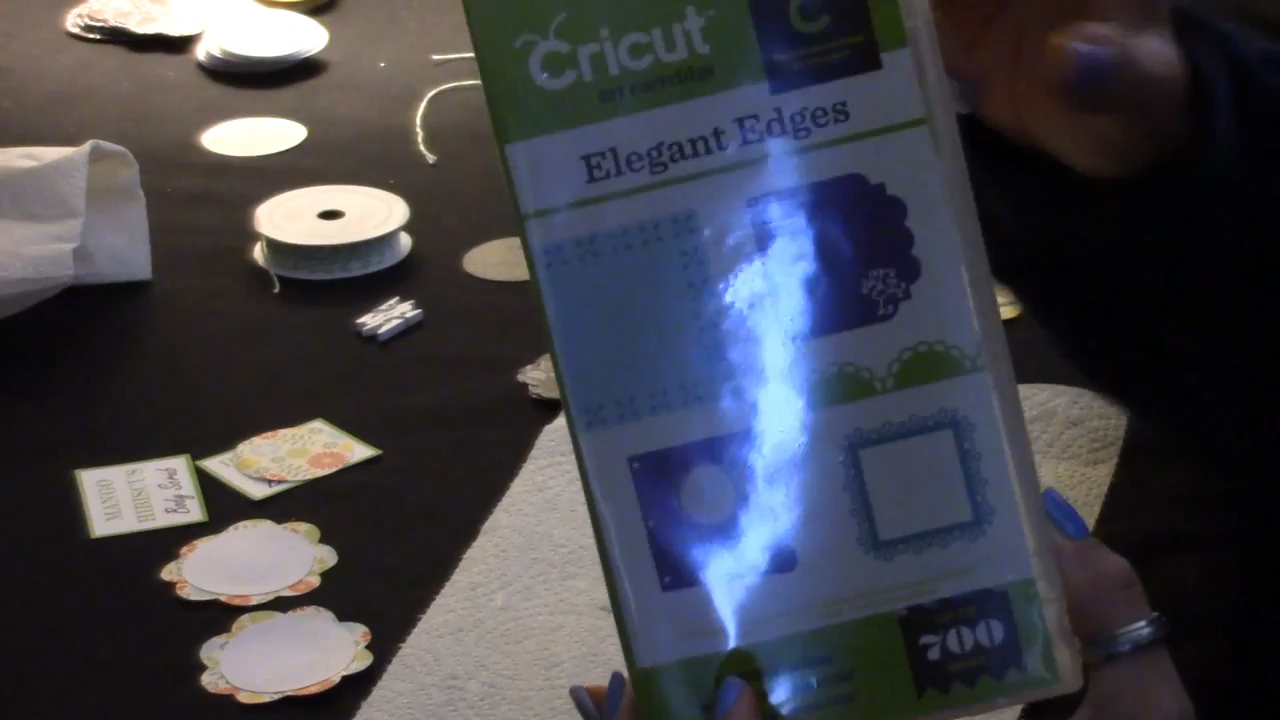 Cricut
art cartridge
Elegant Edges
700
MANGO
HIBISCUS
Body Scrub